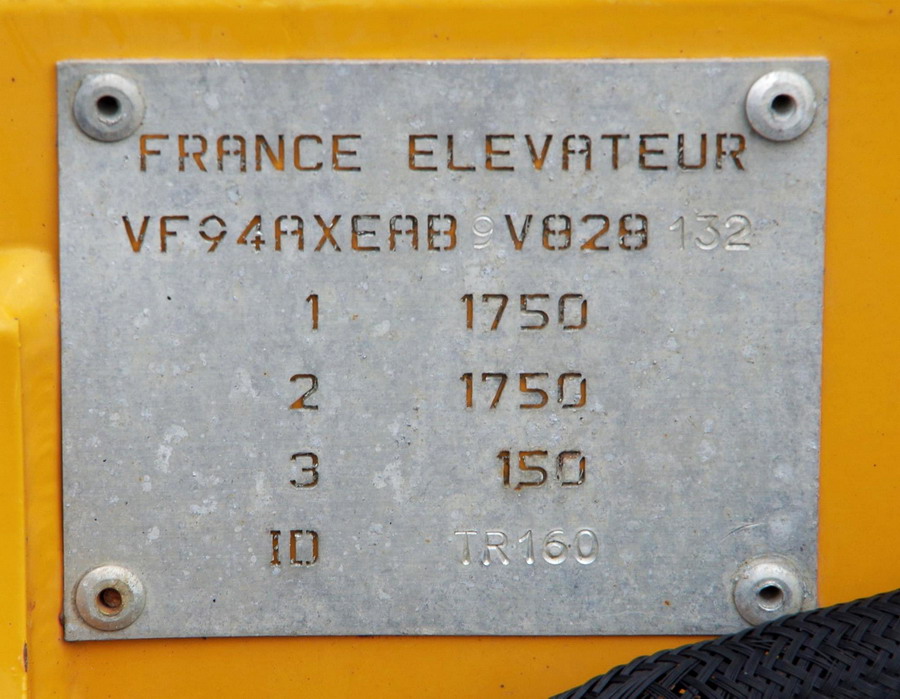 FRANCE ELEVATEUR
VF94AXEAB9V828132
1 1750
2 1750
3 150
ID TR160